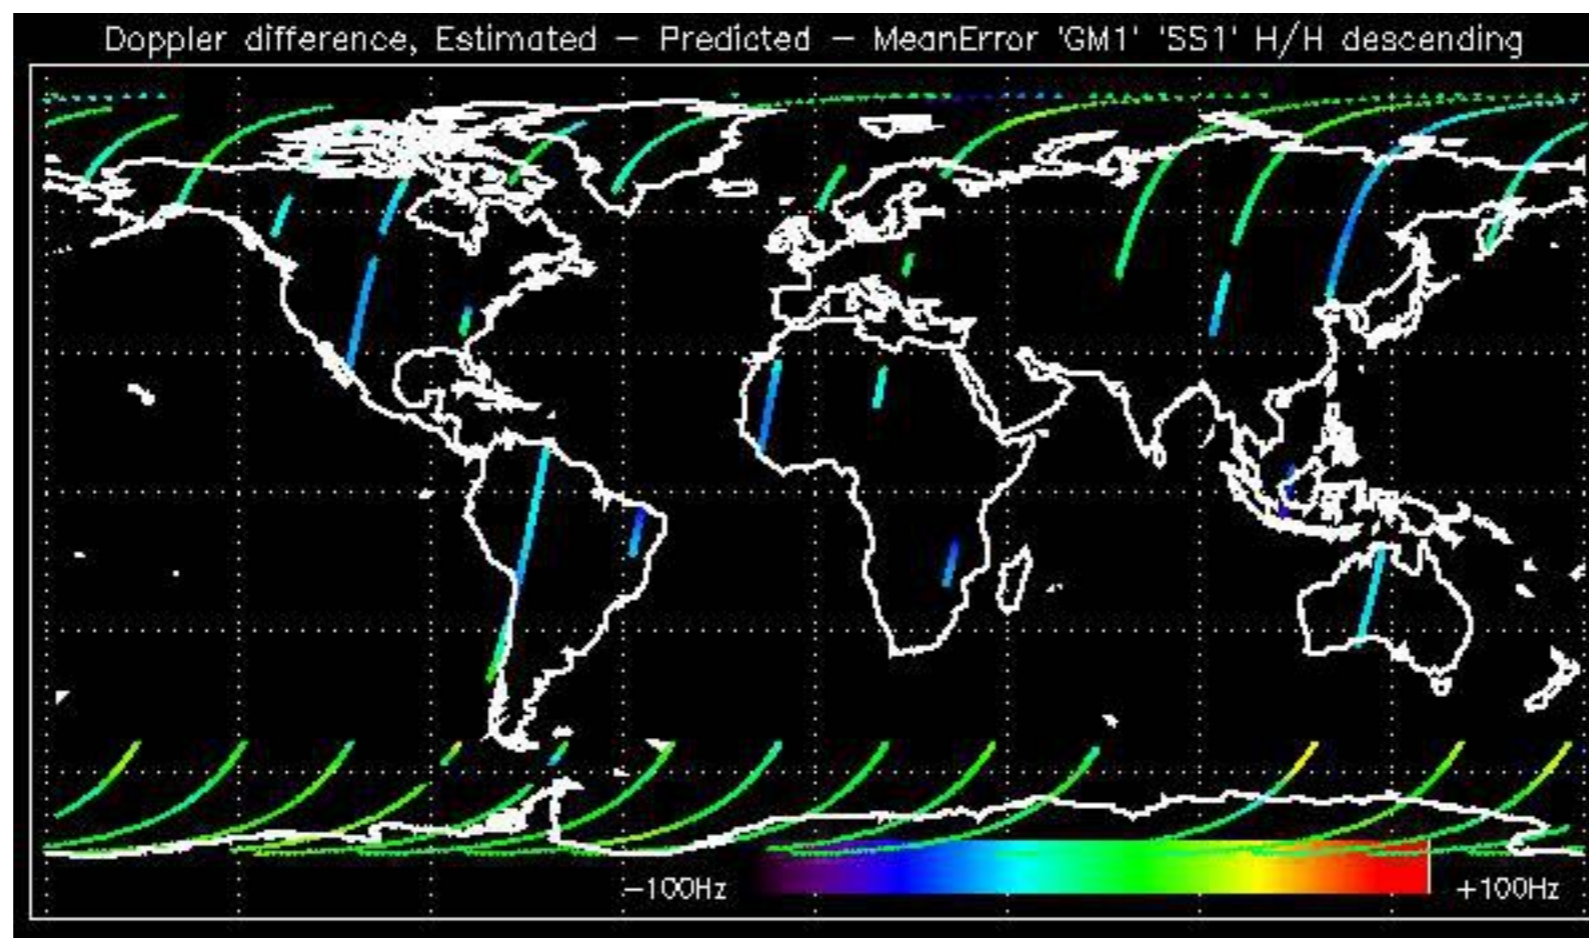 Doppler difference, Estimated – Predicted – MeanError 'GM1' 'SS1' H/H descending
–100Hz +100Hz